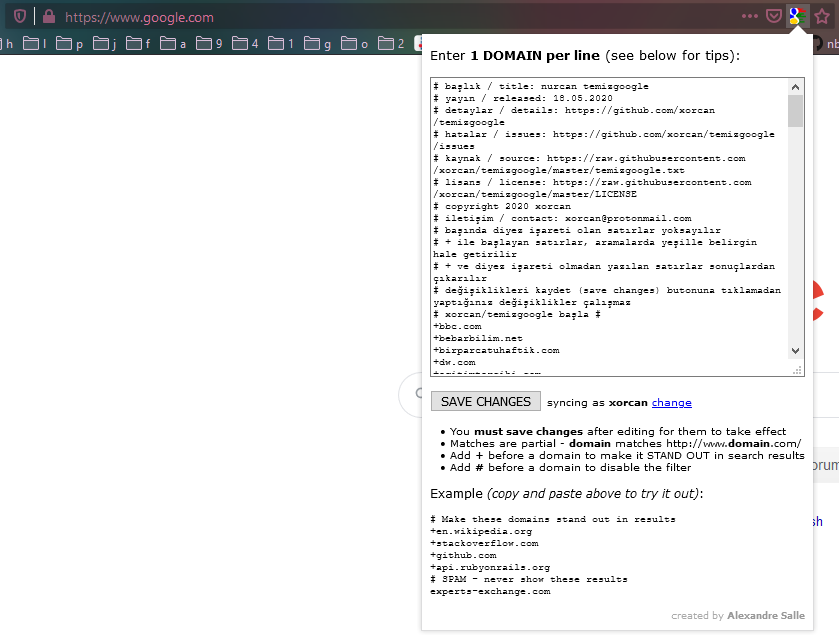 https://www.google.com
h l p j f a 9 4 1 g o 2 nb
Enter 1 DOMAIN per line (see below for tips):
# başlık / title: nurcan temizgoogle
# yayın / released: 18.05.2020
# detaylar / details: https://github.com/xorcan
/temizgoogle
# hatalar / issues: https://github.com/xorcan/temizgoogle
/issues
# kaynak / source: https://raw.githubusercontent.com
/xorcan/temizgoogle/master/temizgoogle.txt
# lisans / license: https://raw.githubusercontent.com
/xorcan/temizgoogle/master/LICENSE
# copyright 2020 xorcan
# iletişim / contact: xorcan@protonmail.com
# başında diyez işareti olan satırlar yoksayılır
# + ile başlayan satırlar, aramalarda yeşille belirgin
hale getirilir
# + ve diyez işareti olmadan yazılan satırlar sonuçlardan
çıkarılır
# değişiklikleri kaydet (save changes) butonuna tıklamadan
yaptığınız değişiklikler çalışmaz
# xorcan/temizgoogle başla #
+bbc.com
+bebarbilim.net
+birparcatuhaftik.com
+dw.com
SAVE CHANGES syncing as xorcan change
• You must save changes after editing for them to take effect
• Matches are partial - domain matches http://www.domain.com/
• Add + before a domain to make it STAND OUT in search results
• Add # before a domain to disable the filter
Example (copy and paste above to try it out):
# Make these domains stand out in results
+en.wikipedia.org
+stackoverflow.com
+github.com
+api.rubyonrails.org
# SPAM - never show these results
experts-exchange.com
created by Alexandre Salle